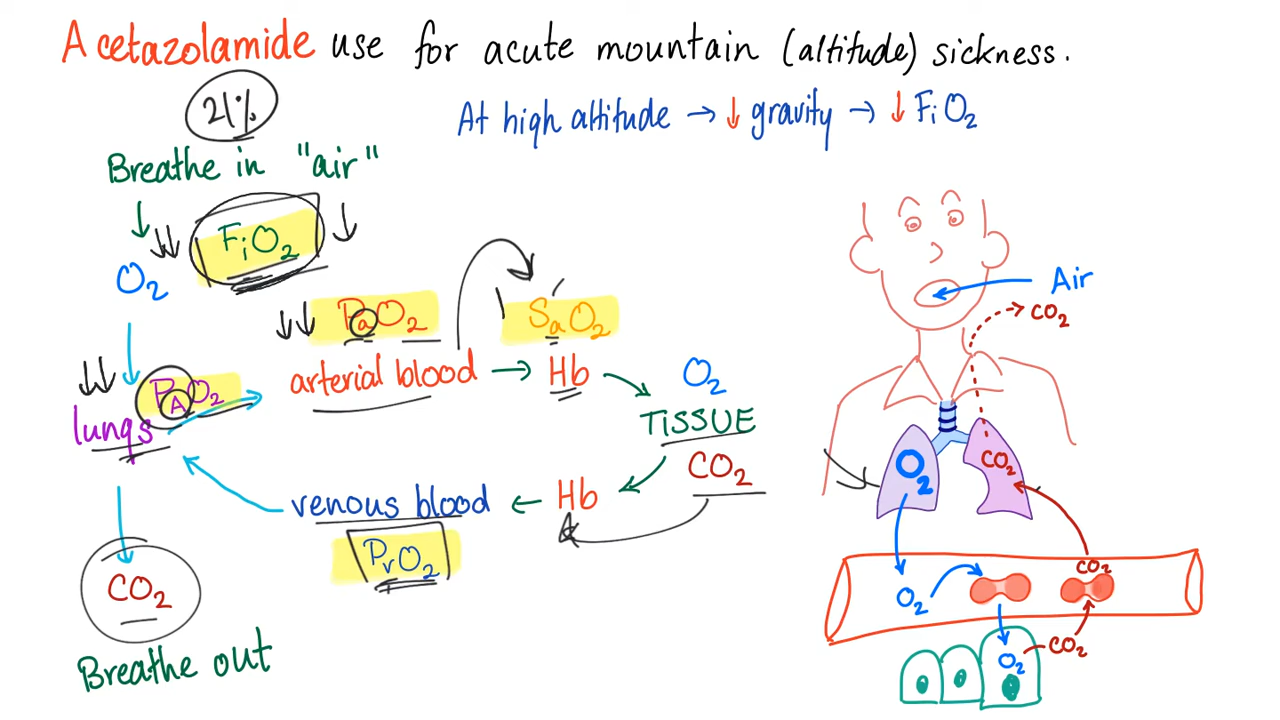 Acetazolamide use for acute mountain (altitude) sickness.
21%
At high altitude → ↓ gravity → ↓ FiO2
Breathe in "air"
↓ ↓↓ FiO2 ↓
O2
↓↓ PaO2
SaO2
↓↓ PAO2
lungs
arterial blood → Hb
O2
TISSUE
CO2
venous blood ← Hb
PvO2
CO2
Breathe out
Air
CO2
O2
CO2
CO2
O2
O2
CO2